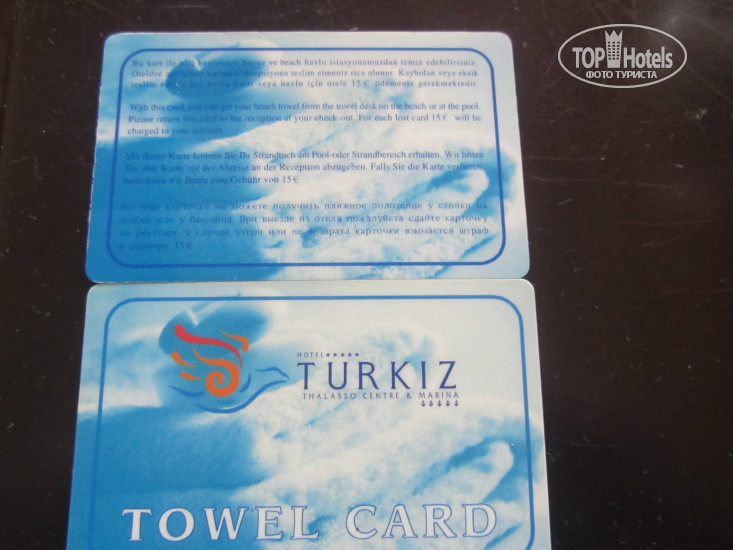 TOP Hotels
ФОТО ТУРИСТА
Bu kart ile plaj havlunuzu havuz ve beach havlu istasyonumuzdan temin edebilirsiniz.
Otelden kartınızı resepsiyona teslim etmeniz rica olunur. Kaybolan veya eksik
teslim edilen her havlu kartı veya havlu için otele 15 € ödemeniz gerekmektedir.
With this card, you can get your beach towel from the towel desk on the beach or at the pool.
Please return this card to the reception at your check-out. For each lost card 15 € will be
charged to your account.
Mit dieser Karte können Sie Ihr Strandtuch am Pool-oder Strandbereich erhalten. Wir bitten
Sie, ihre Karte vor der Abreise an der Rezeption abzugeben. Falls Sie die Karte verlieren,
berechnen wir Ihnen eine Gebühr von 15 €
карточки вы можете получить пляжное полотенце у стойки на
пляже или у бассейна. При выезде из отеля пожалуйста сдайте карточку
на ресепшн. в случае утери или не возврата карточки взымается штраф
в размере 15 €
HOTEL ★★★★★
TURKIZ
THALASSO CENTRE & MARINA
TOWEL CARD